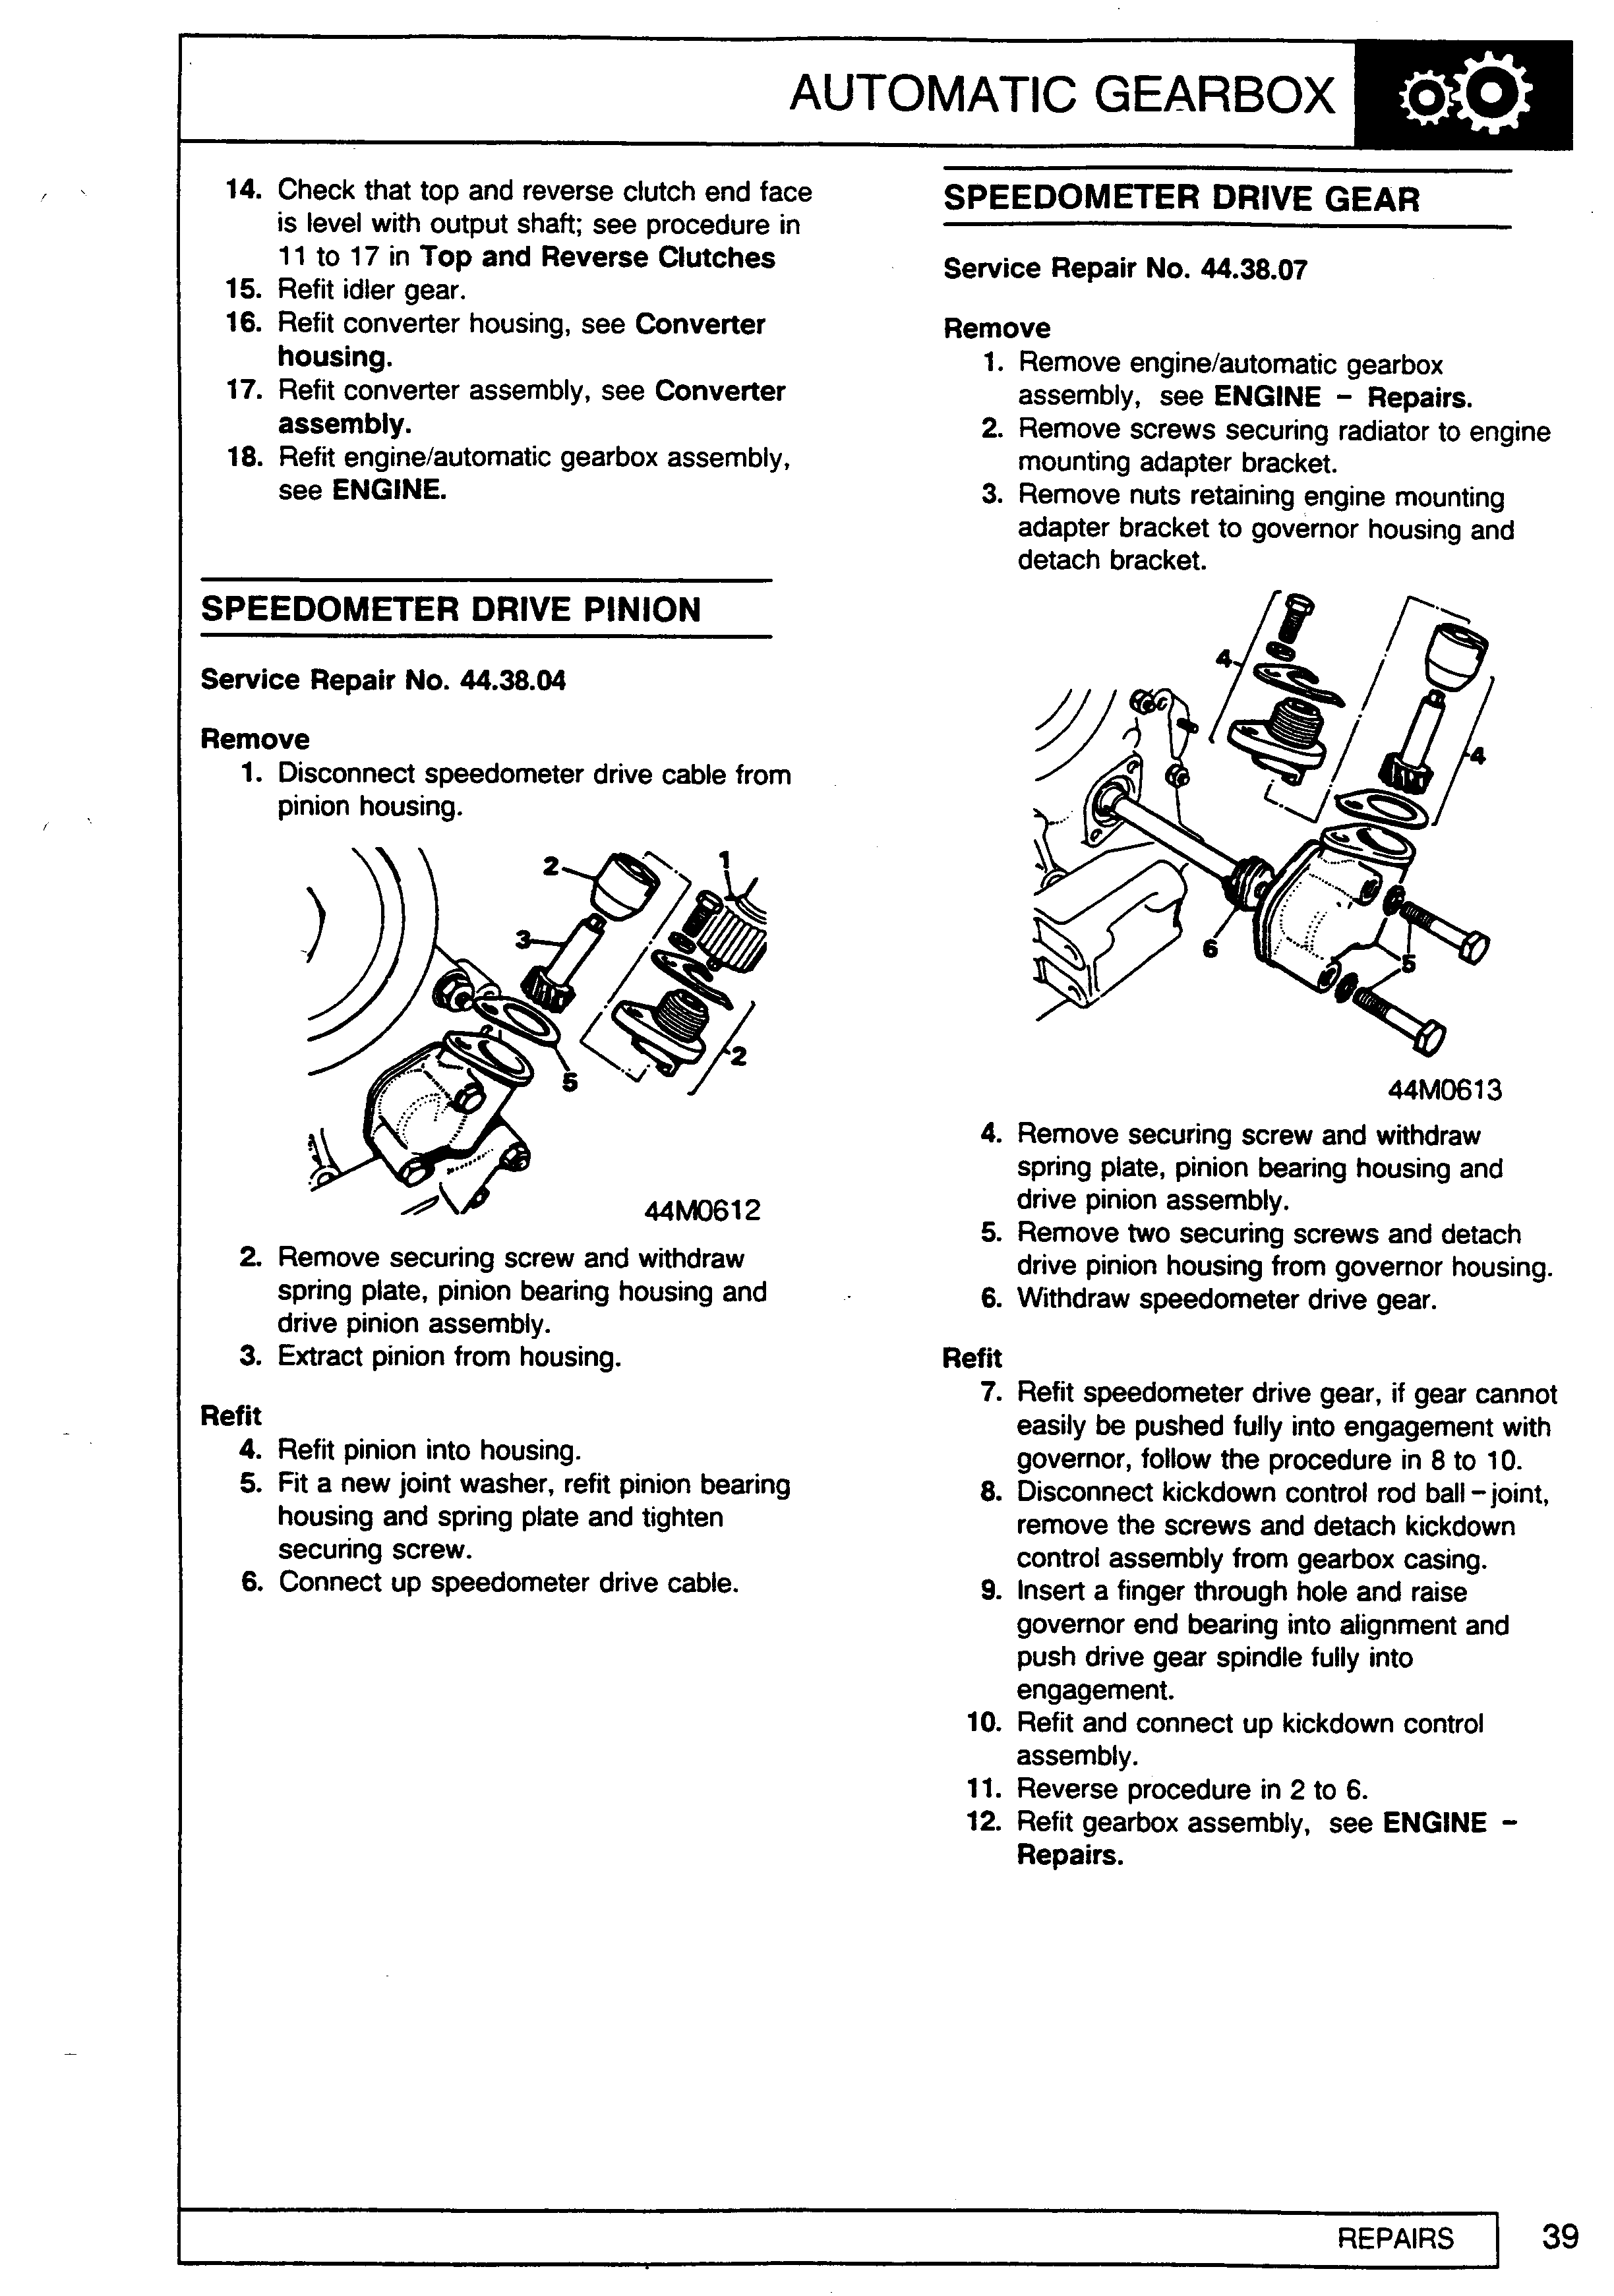 AUTOMATIC GEARBOX
14. Check that top and reverse clutch end face
is level with output shaft; see procedure in
11 to 17 in Top and Reverse Clutches
15. Refit idler gear.
16. Refit converter housing, see Converter
housing.
17. Refit converter assembly, see Converter
assembly.
18. Refit engine/automatic gearbox assembly,
see ENGINE.
SPEEDOMETER DRIVE PINION
Service Repair No. 44.38.04
Remove
1. Disconnect speedometer drive cable from
pinion housing.
2
1
3
5
2
44M0612
2. Remove securing screw and withdraw
spring plate, pinion bearing housing and
drive pinion assembly.
3. Extract pinion from housing.
Refit
4. Refit pinion into housing.
5. Fit a new joint washer, refit pinion bearing
housing and spring plate and tighten
securing screw.
6. Connect up speedometer drive cable.
SPEEDOMETER DRIVE GEAR
Service Repair No. 44.38.07
Remove
1. Remove engine/automatic gearbox
assembly, see ENGINE - Repairs.
2. Remove screws securing radiator to engine
mounting adapter bracket.
3. Remove nuts retaining engine mounting
adapter bracket to governor housing and
detach bracket.
4
4
6
5
44M0613
4. Remove securing screw and withdraw
spring plate, pinion bearing housing and
drive pinion assembly.
5. Remove two securing screws and detach
drive pinion housing from governor housing.
6. Withdraw speedometer drive gear.
Refit
7. Refit speedometer drive gear, if gear cannot
easily be pushed fully into engagement with
governor, follow the procedure in 8 to 10.
8. Disconnect kickdown control rod ball-joint,
remove the screws and detach kickdown
control assembly from gearbox casing.
9. Insert a finger through hole and raise
governor end bearing into alignment and
push drive gear spindle fully into
engagement.
10. Refit and connect up kickdown control
assembly.
11. Reverse procedure in 2 to 6.
12. Refit gearbox assembly, see ENGINE -
Repairs.
REPAIRS
39